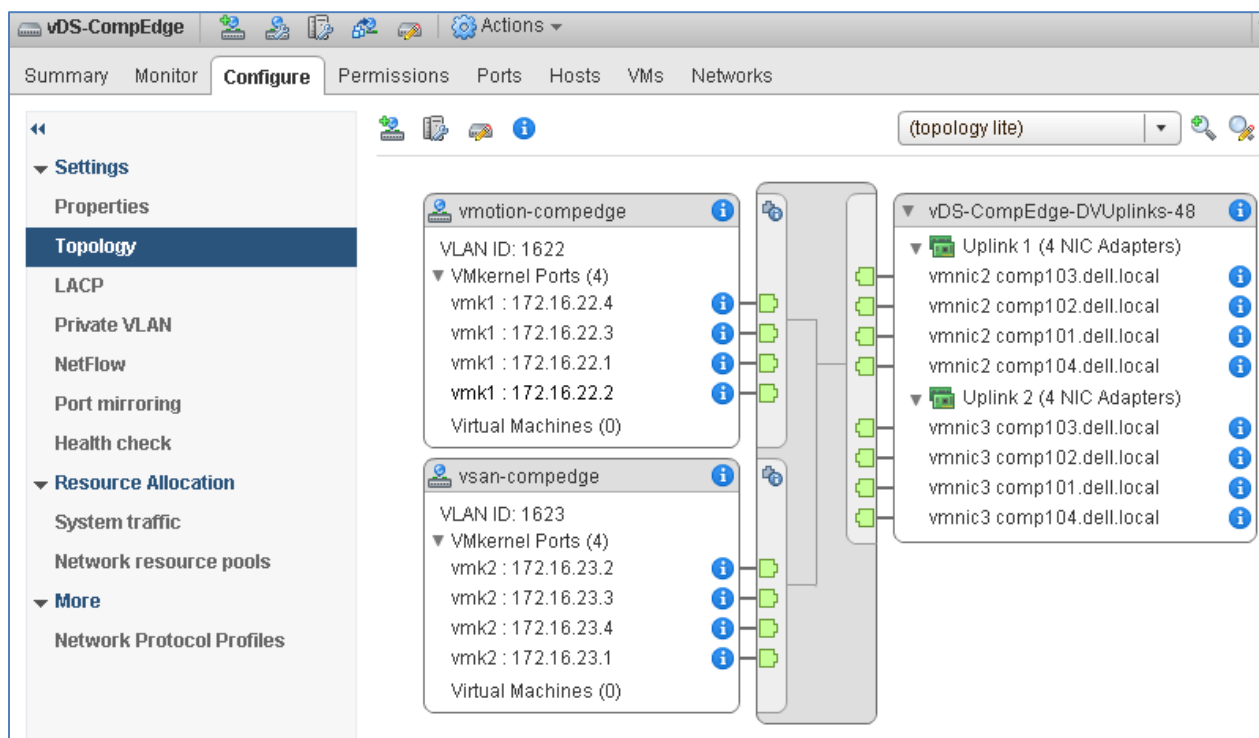 vDS-CompEdge Actions
Summary Monitor Configure Permissions Ports Hosts VMs Networks
Settings
Properties
Topology
LACP
Private VLAN
NetFlow
Port mirroring
Health check
Resource Allocation
System traffic
Network resource pools
More
Network Protocol Profiles
(topology lite)
vmotion-compedge
VLAN ID: 1622
VMkernel Ports (4)
vmk1 : 172.16.22.4
vmk1 : 172.16.22.3
vmk1 : 172.16.22.1
vmk1 : 172.16.22.2
Virtual Machines (0)
vsan-compedge
VLAN ID: 1623
VMkernel Ports (4)
vmk2 : 172.16.23.2
vmk2 : 172.16.23.3
vmk2 : 172.16.23.4
vmk2 : 172.16.23.1
Virtual Machines (0)
vDS-CompEdge-DVUplinks-48
Uplink 1 (4 NIC Adapters)
vmnic2 comp103.dell.local
vmnic2 comp102.dell.local
vmnic2 comp101.dell.local
vmnic2 comp104.dell.local
Uplink 2 (4 NIC Adapters)
vmnic3 comp103.dell.local
vmnic3 comp102.dell.local
vmnic3 comp101.dell.local
vmnic3 comp104.dell.local